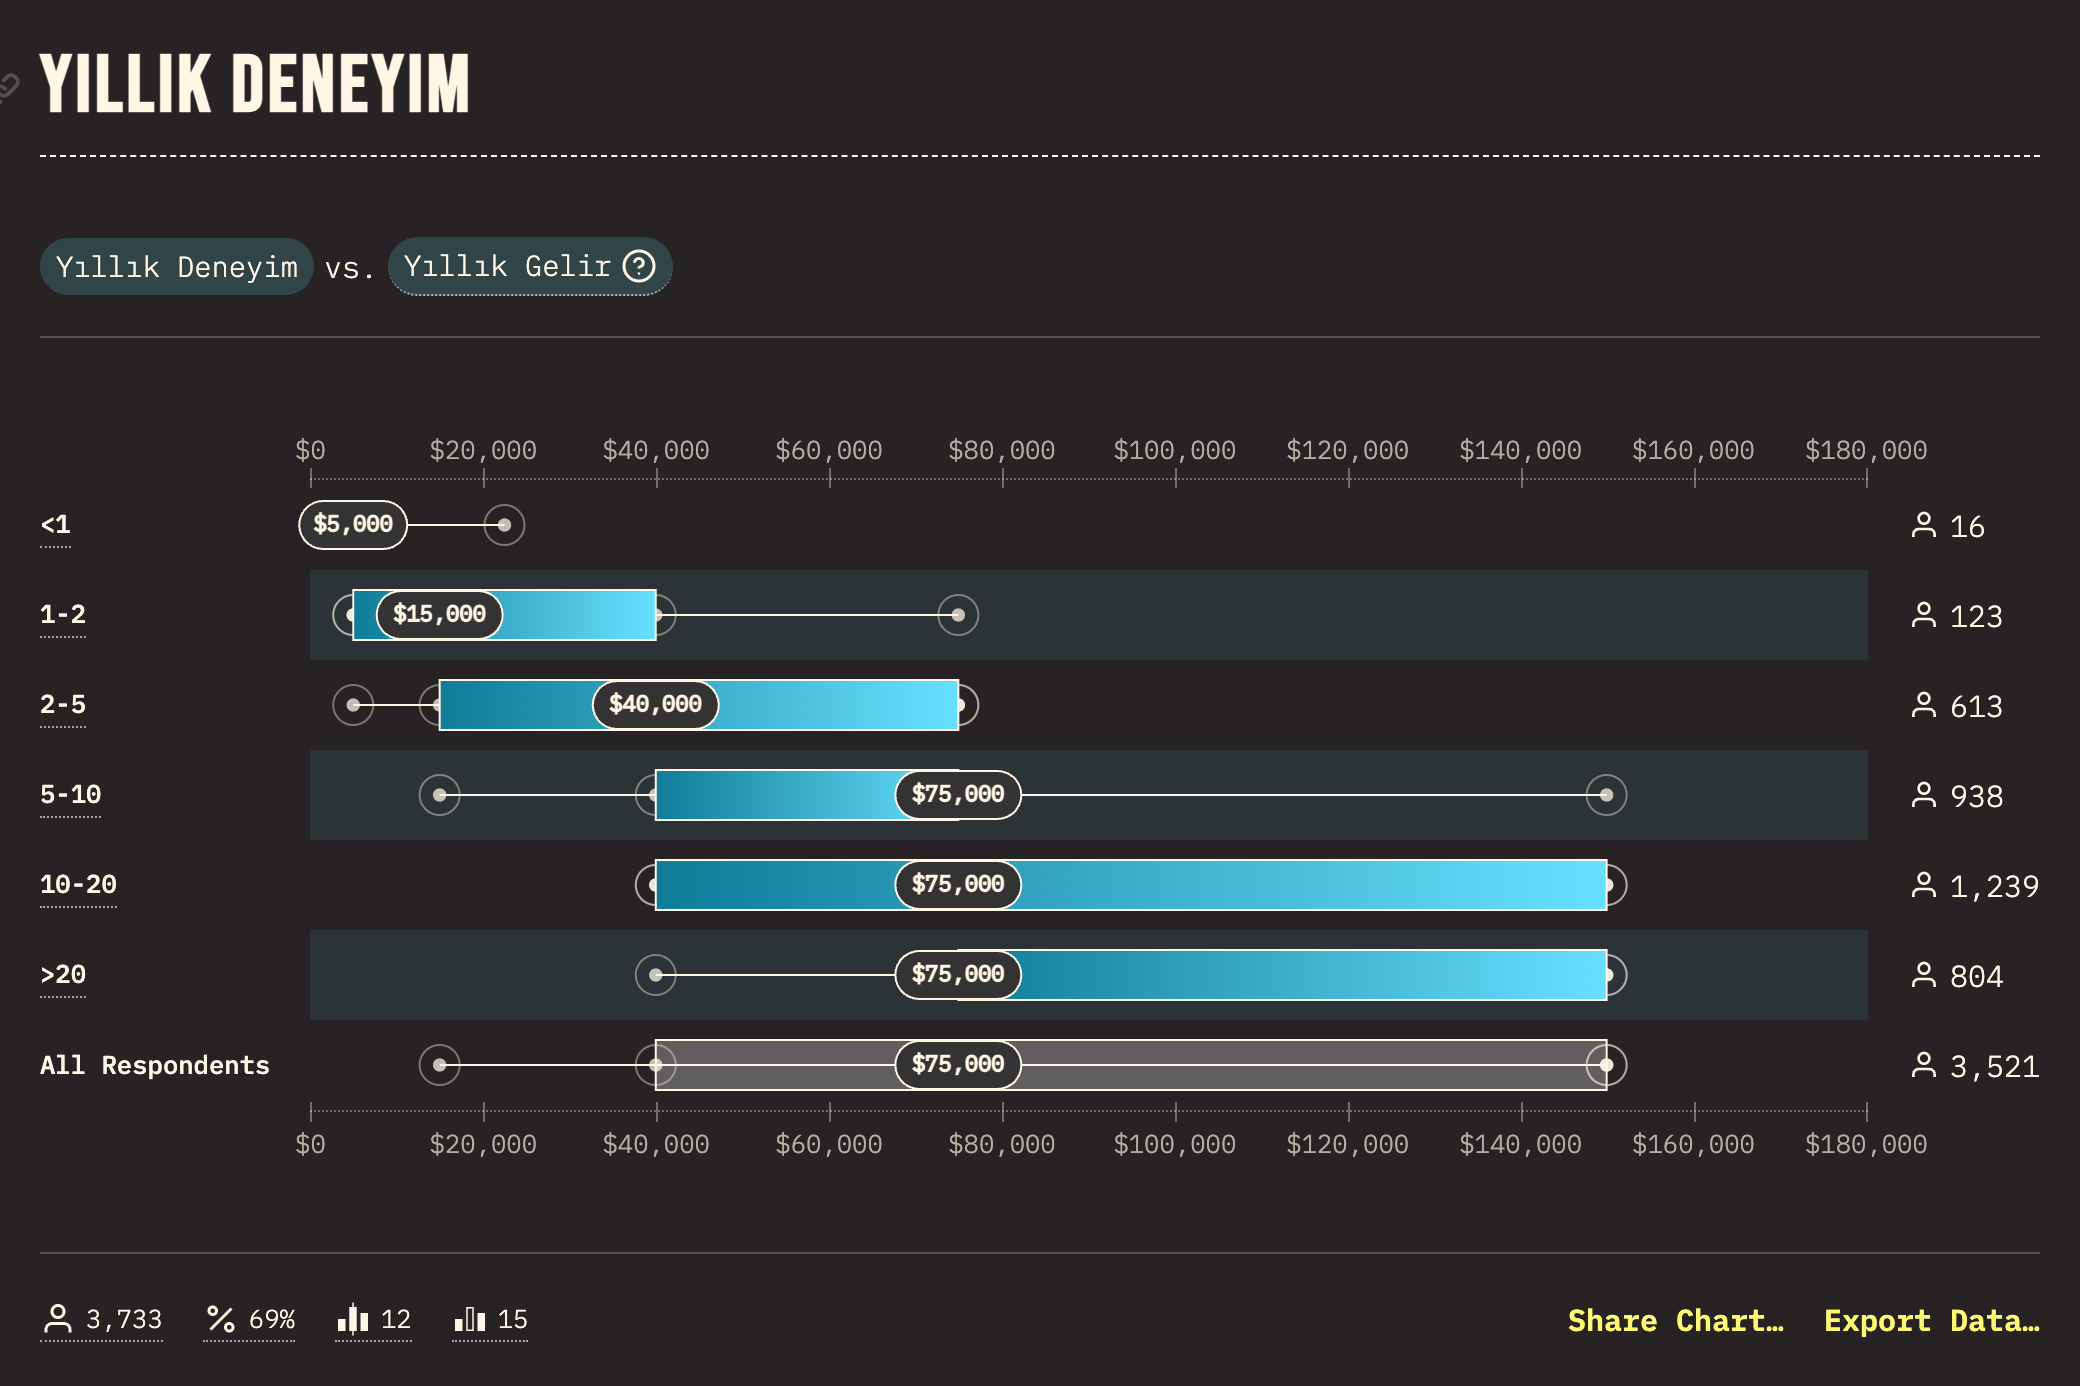 YILLIK DENEYIM
Yıllık Deneyim vs. Yıllık Gelir ?
$0 $20,000 $40,000 $60,000 $80,000 $100,000 $120,000 $140,000 $160,000 $180,000
<1 $5,000 16
1-2 $15,000 123
2-5 $40,000 613
5-10 $75,000 938
10-20 $75,000 1,239
>20 $75,000 804
All Respondents $75,000 3,521
$0 $20,000 $40,000 $60,000 $80,000 $100,000 $120,000 $140,000 $160,000 $180,000
3,733 % 69% 12 15 Share Chart… Export Data…